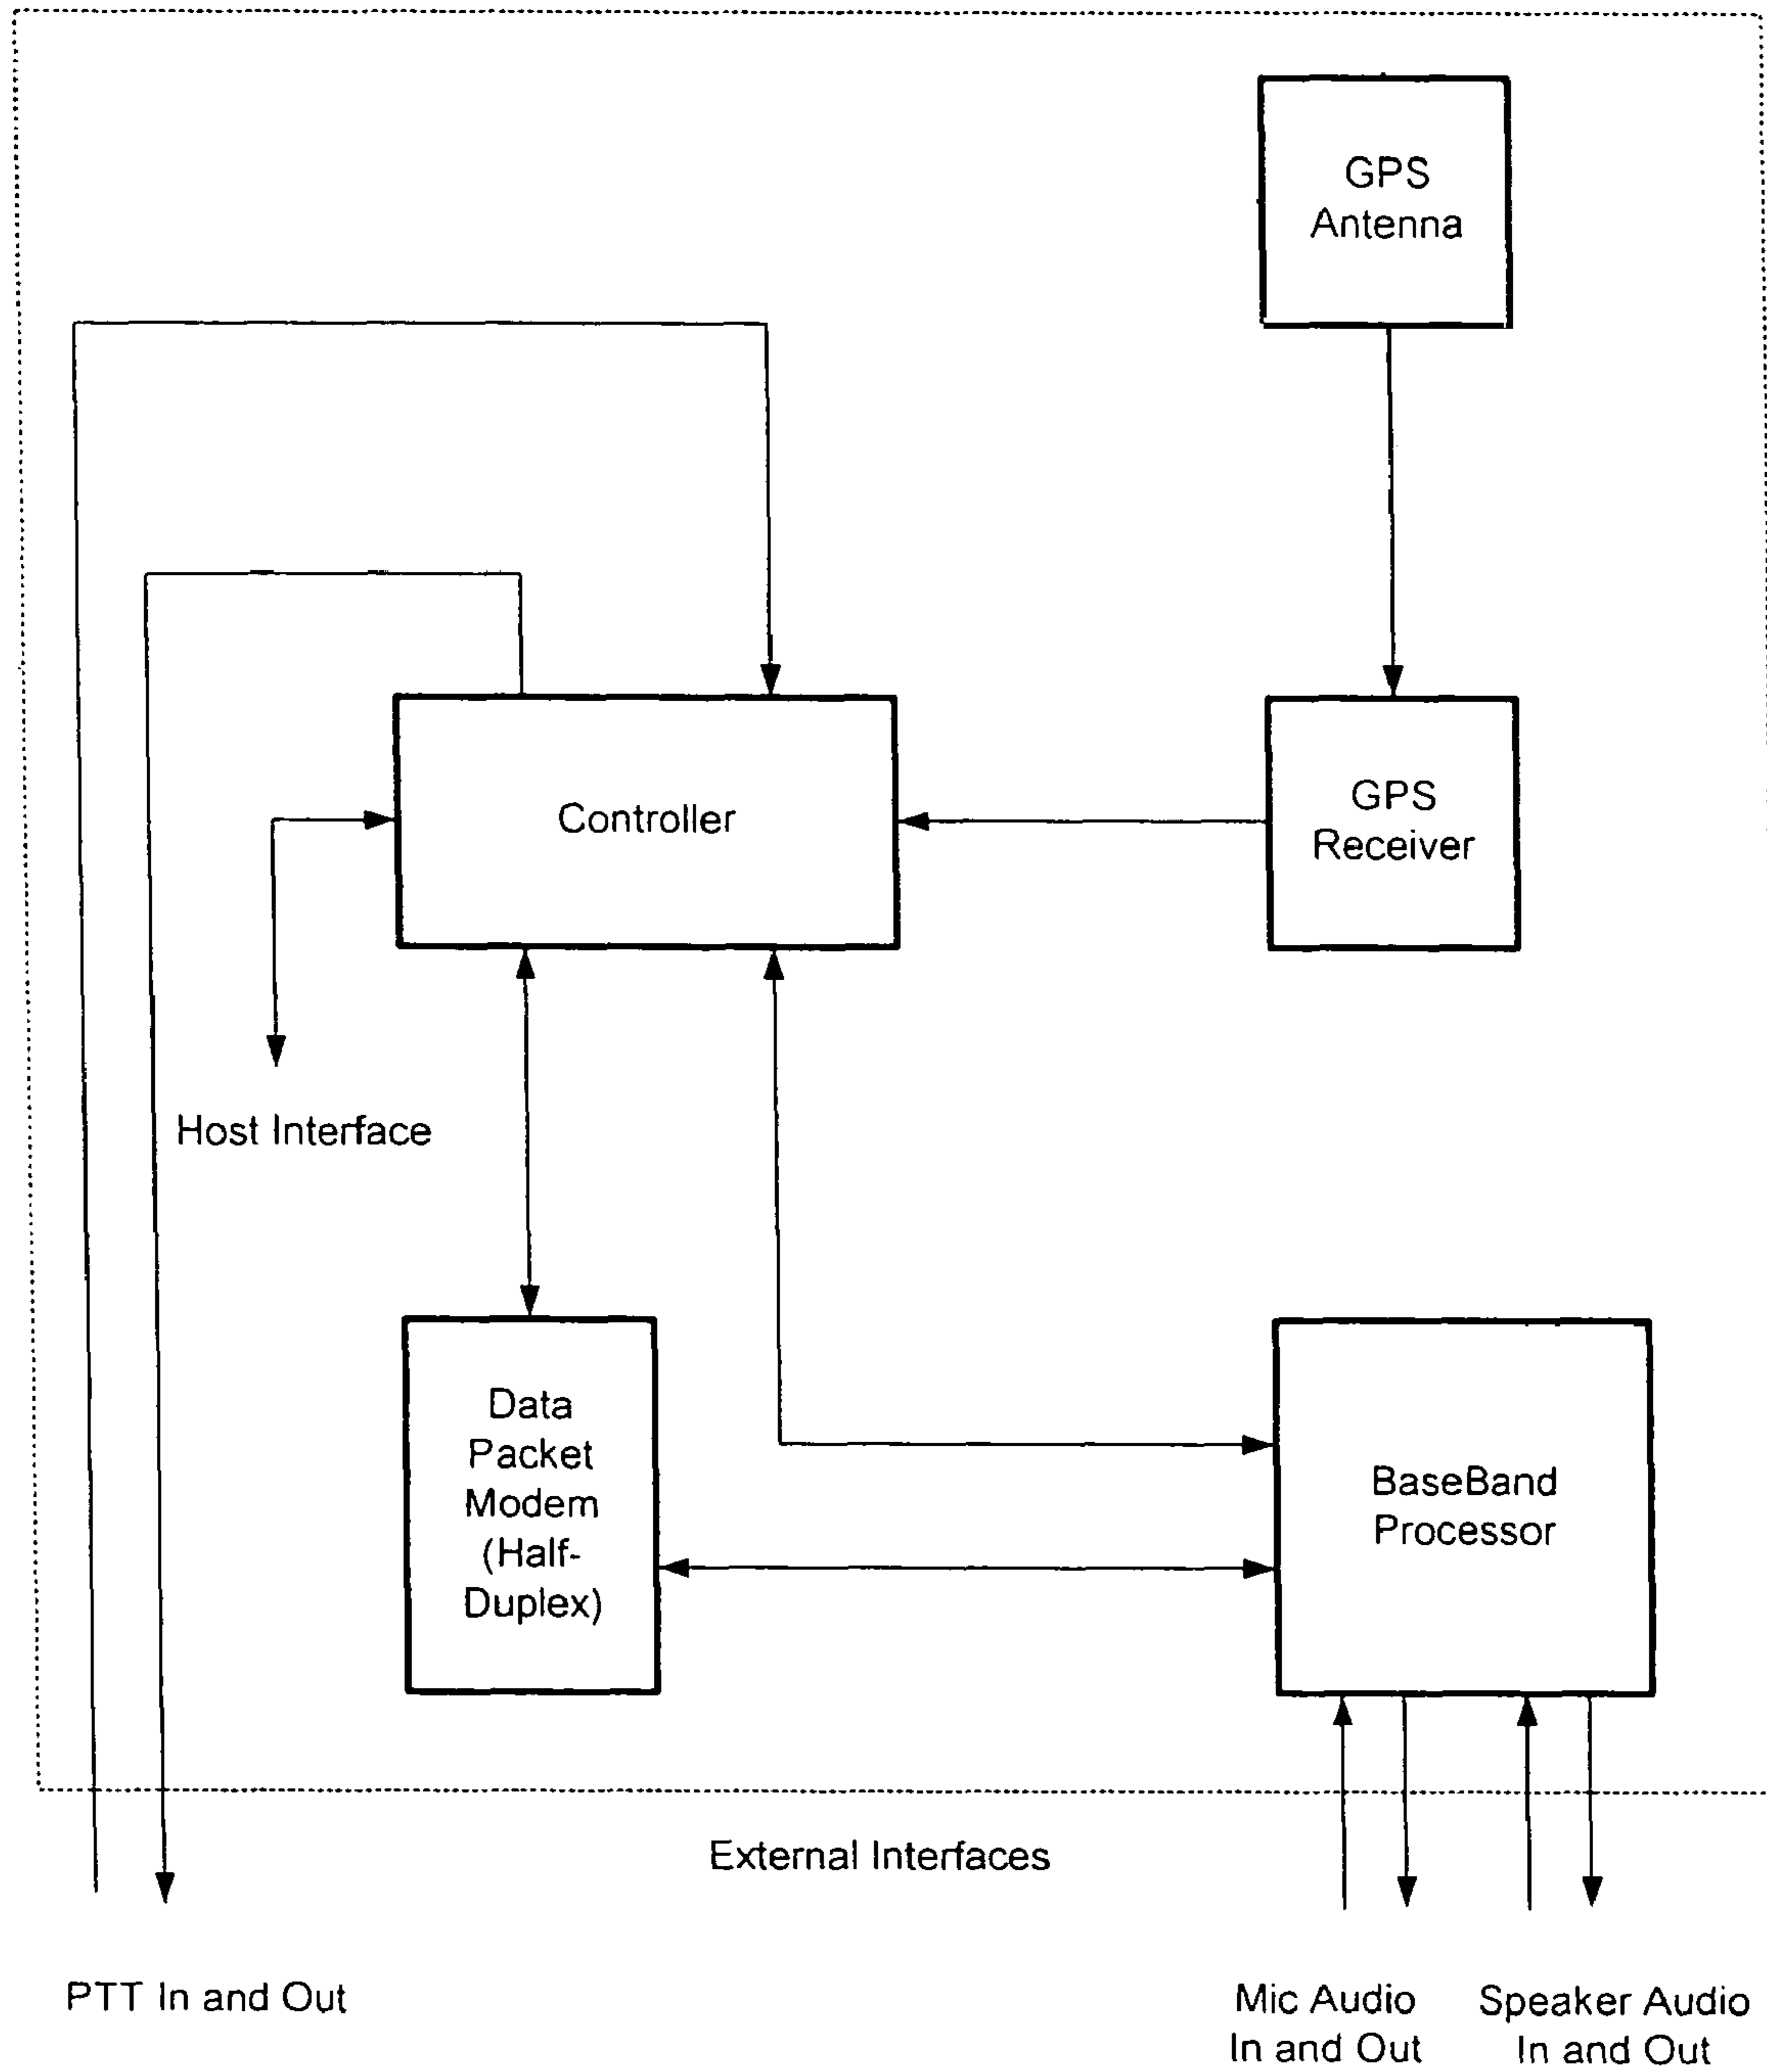 GPS
Antenna
Controller
GPS
Receiver
Host Interface
Data
Packet
Modem
(Half-
Duplex)
BaseBand
Processor
External Interfaces
PTT In and Out
Mic Audio
In and Out
Speaker Audio
In and Out